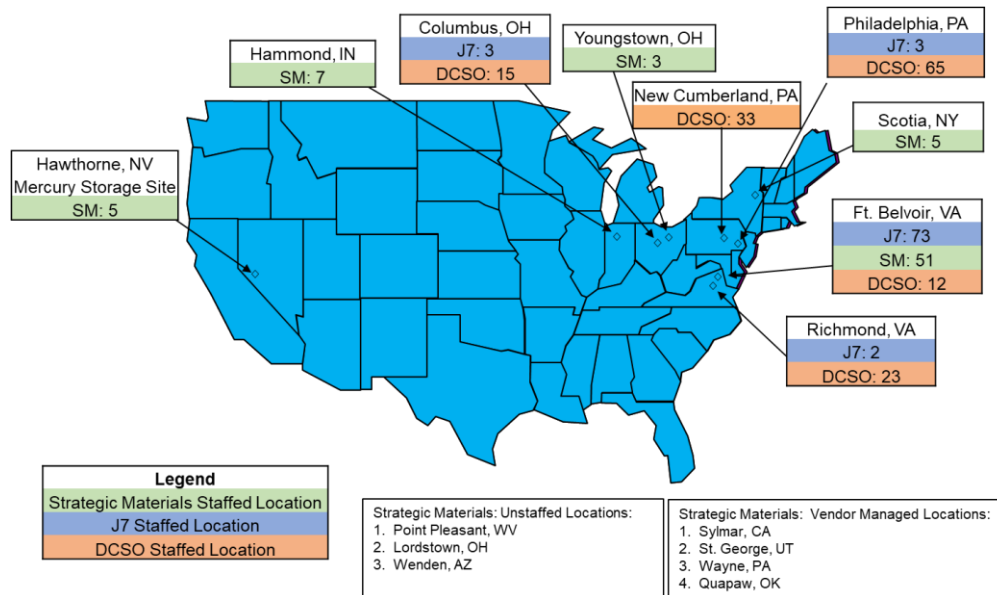 Columbus, OH
J7: 3
DCSO: 15
Hammond, IN
SM: 7
Youngstown, OH
SM: 3
Philadelphia, PA
J7: 3
DCSO: 65
New Cumberland, PA
DCSO: 33
Scotia, NY
SM: 5
Hawthorne, NV
Mercury Storage Site
SM: 5
Ft. Belvoir, VA
J7: 73
SM: 51
DCSO: 12
Richmond, VA
J7: 2
DCSO: 23
Legend
Strategic Materials Staffed Location
J7 Staffed Location
DCSO Staffed Location
Strategic Materials: Unstaffed Locations:
1. Point Pleasant, WV
2. Lordstown, OH
3. Wenden, AZ
Strategic Materials: Vendor Managed Locations:
1. Sylmar, CA
2. St. George, UT
3. Wayne, PA
4. Quapaw, OK